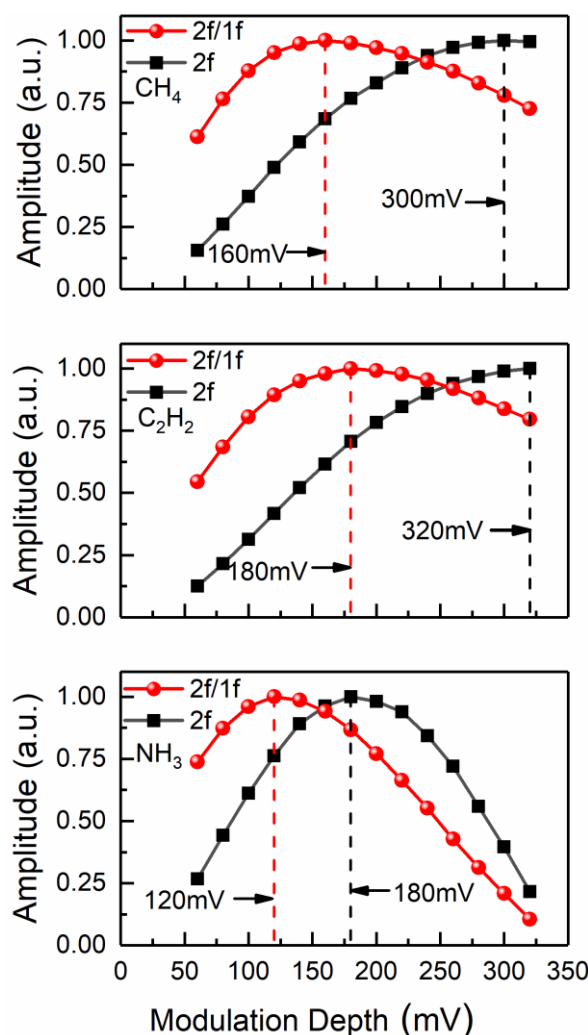 1.00
0.75
0.50
0.25
0.00
Amplitude (a.u.)
2f/1f
2f
CH₄
300mV
160mV
1.00
0.75
0.50
0.25
0.00
Amplitude (a.u.)
2f/1f
2f
C₂H₂
320mV
180mV
1.00
0.75
0.50
0.25
0.00
Amplitude (a.u.)
2f/1f
2f
NH₃
120mV
180mV
0 50 100 150 200 250 300 350
Modulation Depth (mV)